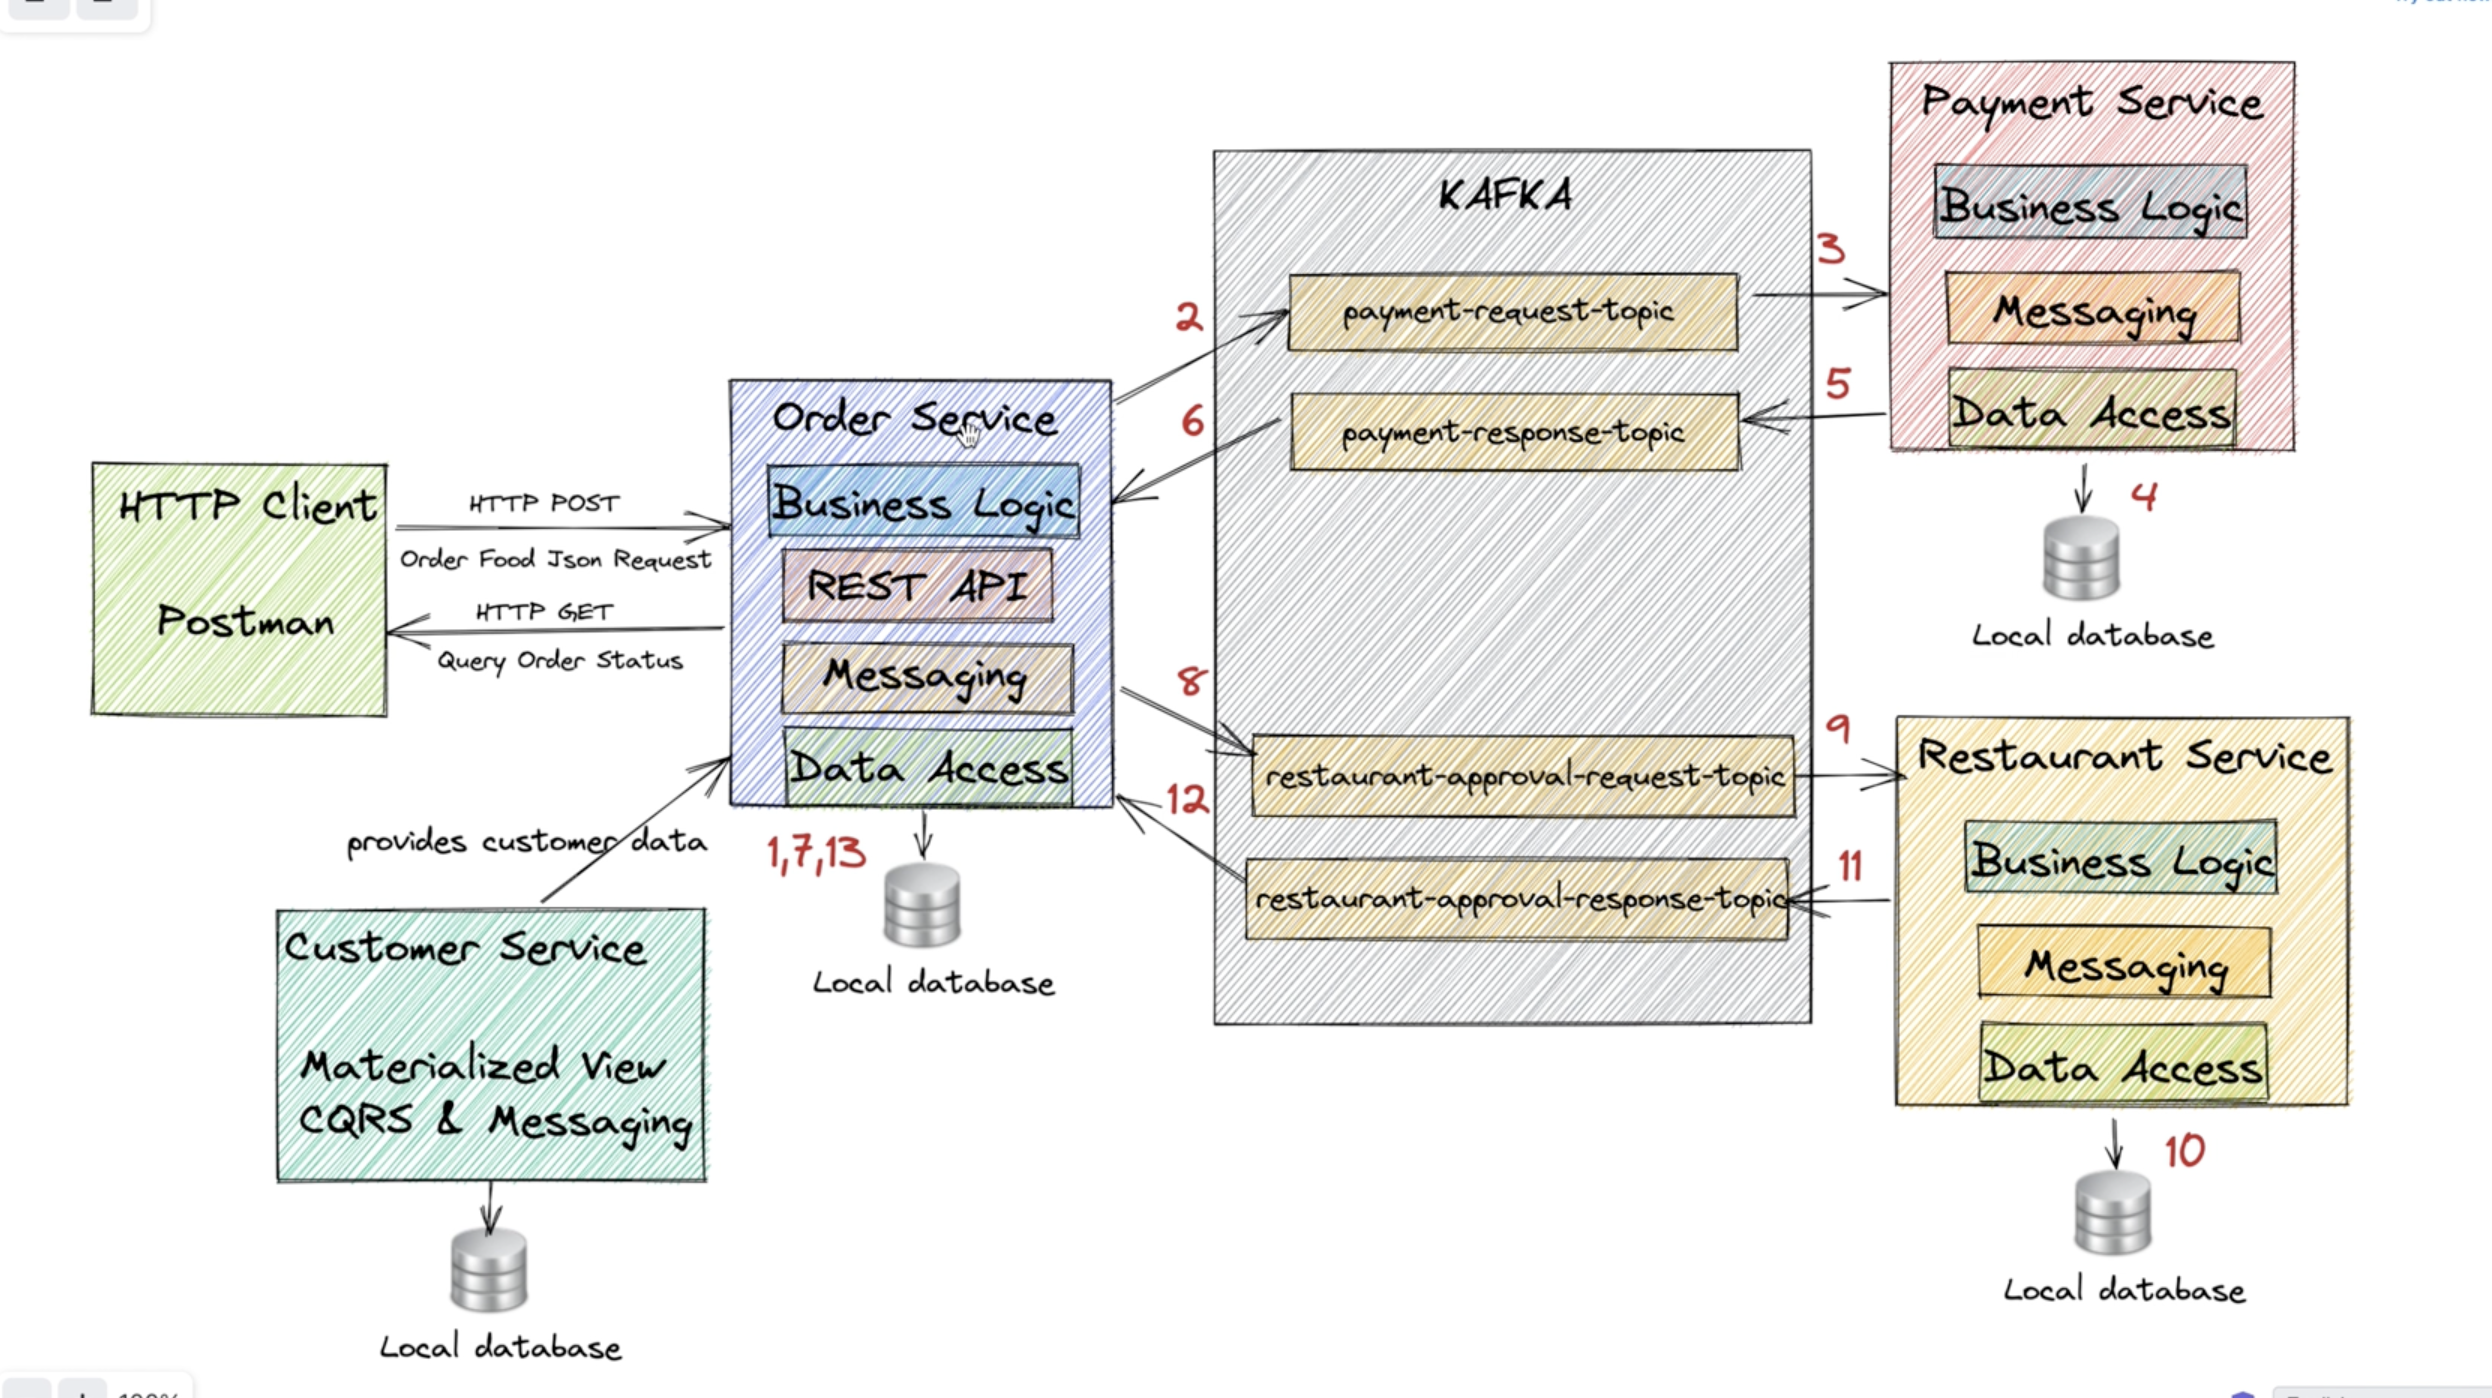 Payment Service
Business Logic
Messaging
Data Access
4
Local database
KAFKA
payment-request-topic
payment-response-topic
restaurant-approval-request-topic
restaurant-approval-response-topic
3
5
2
6
8
12
9
11
Order Service
Business Logic
REST API
Messaging
Data Access
1,7,13
Local database
HTTP Client
Postman
HTTP POST
Order Food Json Request
HTTP GET
Query Order Status
provides customer data
Customer Service
Materialized View
CQRS & Messaging
Local database
Restaurant Service
Business Logic
Messaging
Data Access
10
Local database